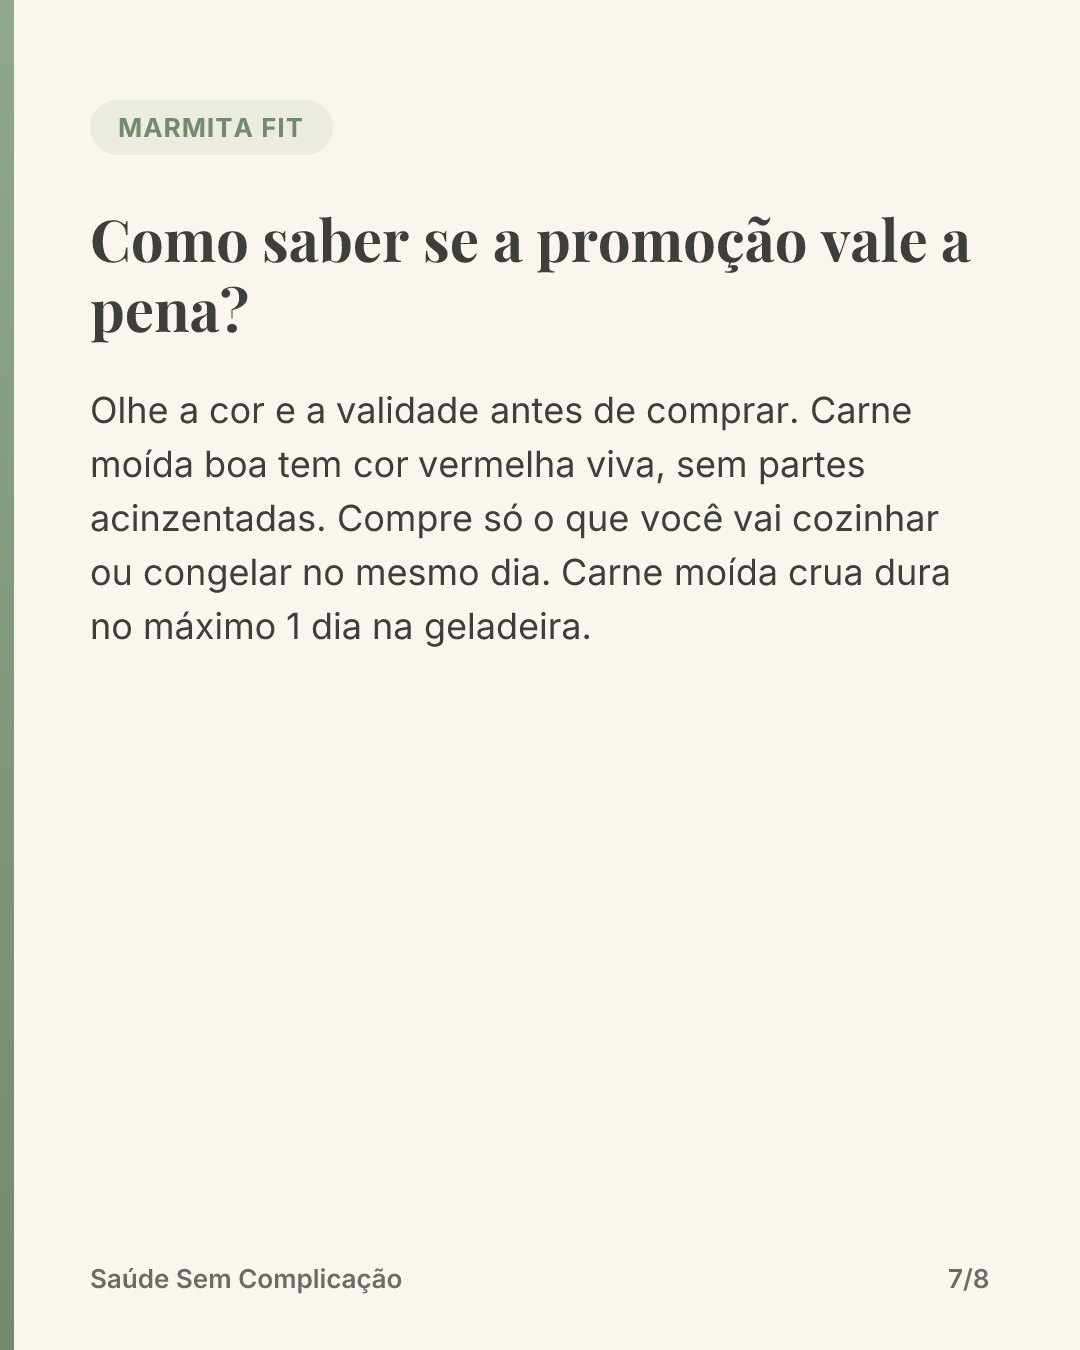 MARMITA FIT
Como saber se a promoção vale a
pena?
Olhe a cor e a validade antes de comprar. Carne
moída boa tem cor vermelha viva, sem partes
acinzentadas. Compre só o que você vai cozinhar
ou congelar no mesmo dia. Carne moída crua dura
no máximo 1 dia na geladeira.
Saúde Sem Complicação
7/8